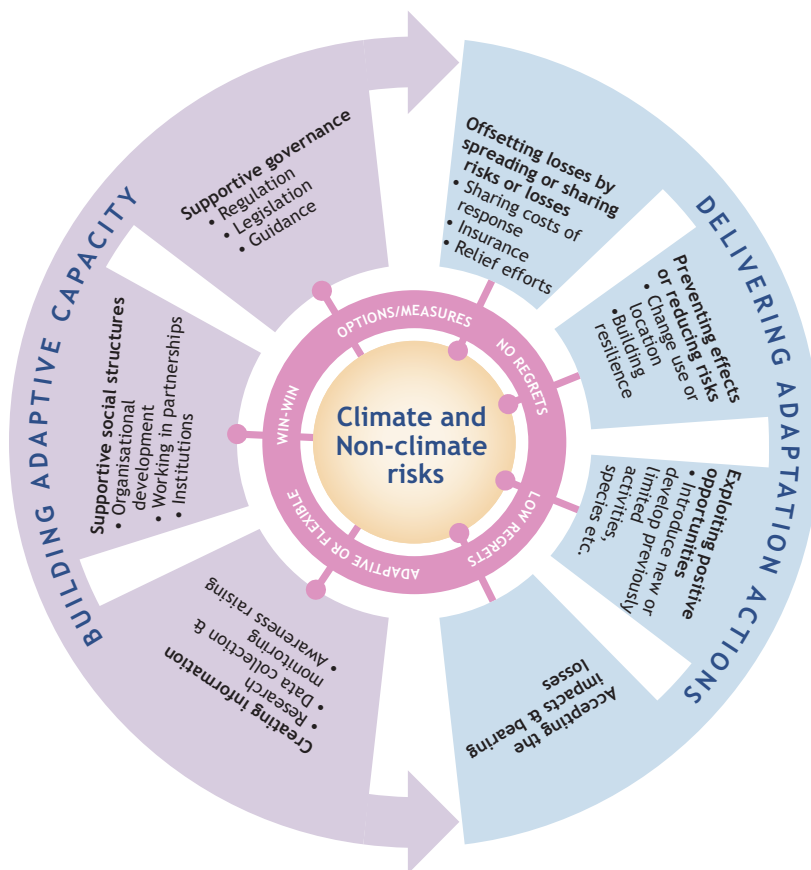 BUILDING ADAPTIVE CAPACITY
Supportive governance
• Regulation
• Legislation
• Guidance
Supportive social structures
• Organisational
development
• Working in partnerships
• Institutions
Creating information
• Research
• Data collection &
monitoring
• Awareness raising
DELIVERING ADAPTATION ACTIONS
Offsetting losses by
spreading or sharing
risks or losses
• Sharing costs of
response
• Insurance
• Relief efforts
Preventing effects
or reducing risks
• Change use or
location
• Building
resilience
Exploiting positive
opportunities
• Introduce new or
develop previously
limited
activities,
species etc.
Accepting the
impacts & bearing
losses
OPTIONS/MEASURES
NO REGRETS
LOW REGRETS
ADAPTIVE OR FLEXIBLE
WIN-WIN
Climate and
Non-climate
risks